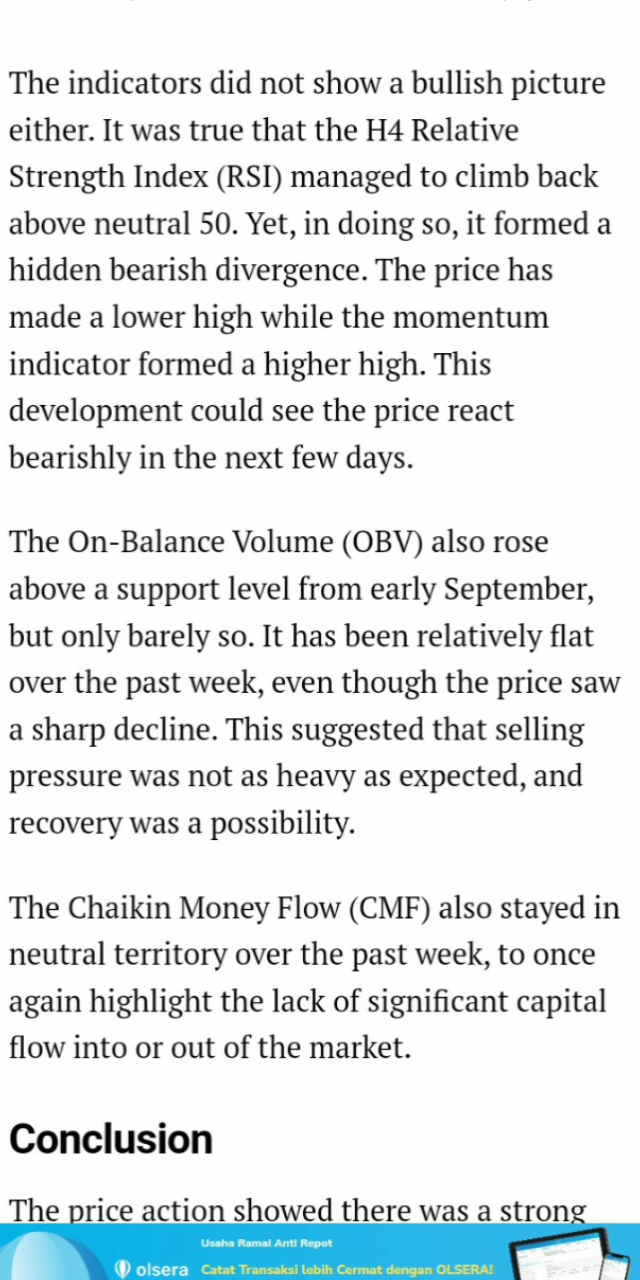 The indicators did not show a bullish picture
either. It was true that the H4 Relative
Strength Index (RSI) managed to climb back
above neutral 50. Yet, in doing so, it formed a
hidden bearish divergence. The price has
made a lower high while the momentum
indicator formed a higher high. This
development could see the price react
bearishly in the next few days.
The On-Balance Volume (OBV) also rose
above a support level from early September,
but only barely so. It has been relatively flat
over the past week, even though the price saw
a sharp decline. This suggested that selling
pressure was not as heavy as expected, and
recovery was a possibility.
The Chaikin Money Flow (CMF) also stayed in
neutral territory over the past week, to once
again highlight the lack of significant capital
flow into or out of the market.
Conclusion
The price action showed there was a strong
Usaha Ramai Anti Repot
olsera Catat Transaksi lebih Cermat dengan OLSERA!